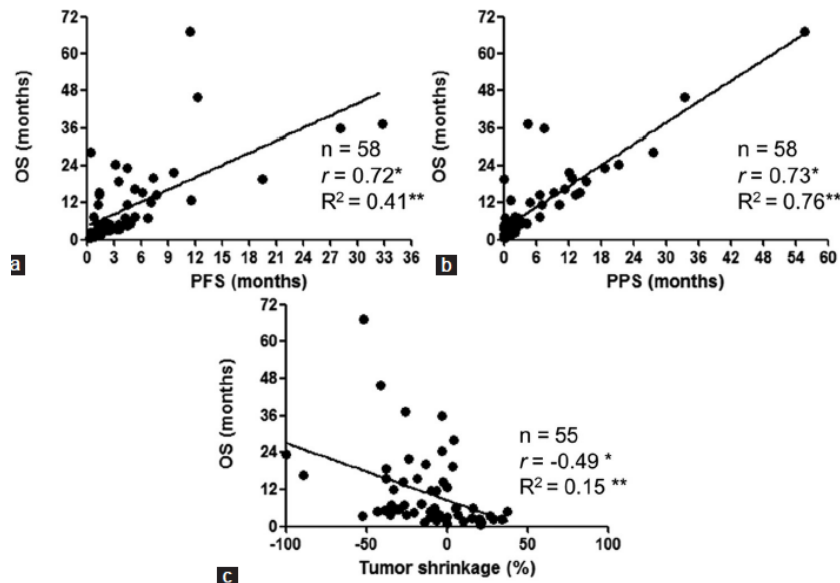 72
60
48
36
24
12
0
OS (months)
n = 58
r = 0.72*
R² = 0.41**
0 3 6 9 12 15 18 21 24 27 30 33 36
PFS (months)
a
72
60
48
36
24
12
0
OS (months)
n = 58
r = 0.73*
R² = 0.76**
0 6 12 18 24 30 36 42 48 54 60
PPS (months)
b
72
60
48
36
24
12
0
OS (months)
n = 55
r = -0.49 *
R² = 0.15 **
-100 -50 0 50 100
Tumor shrinkage (%)
c